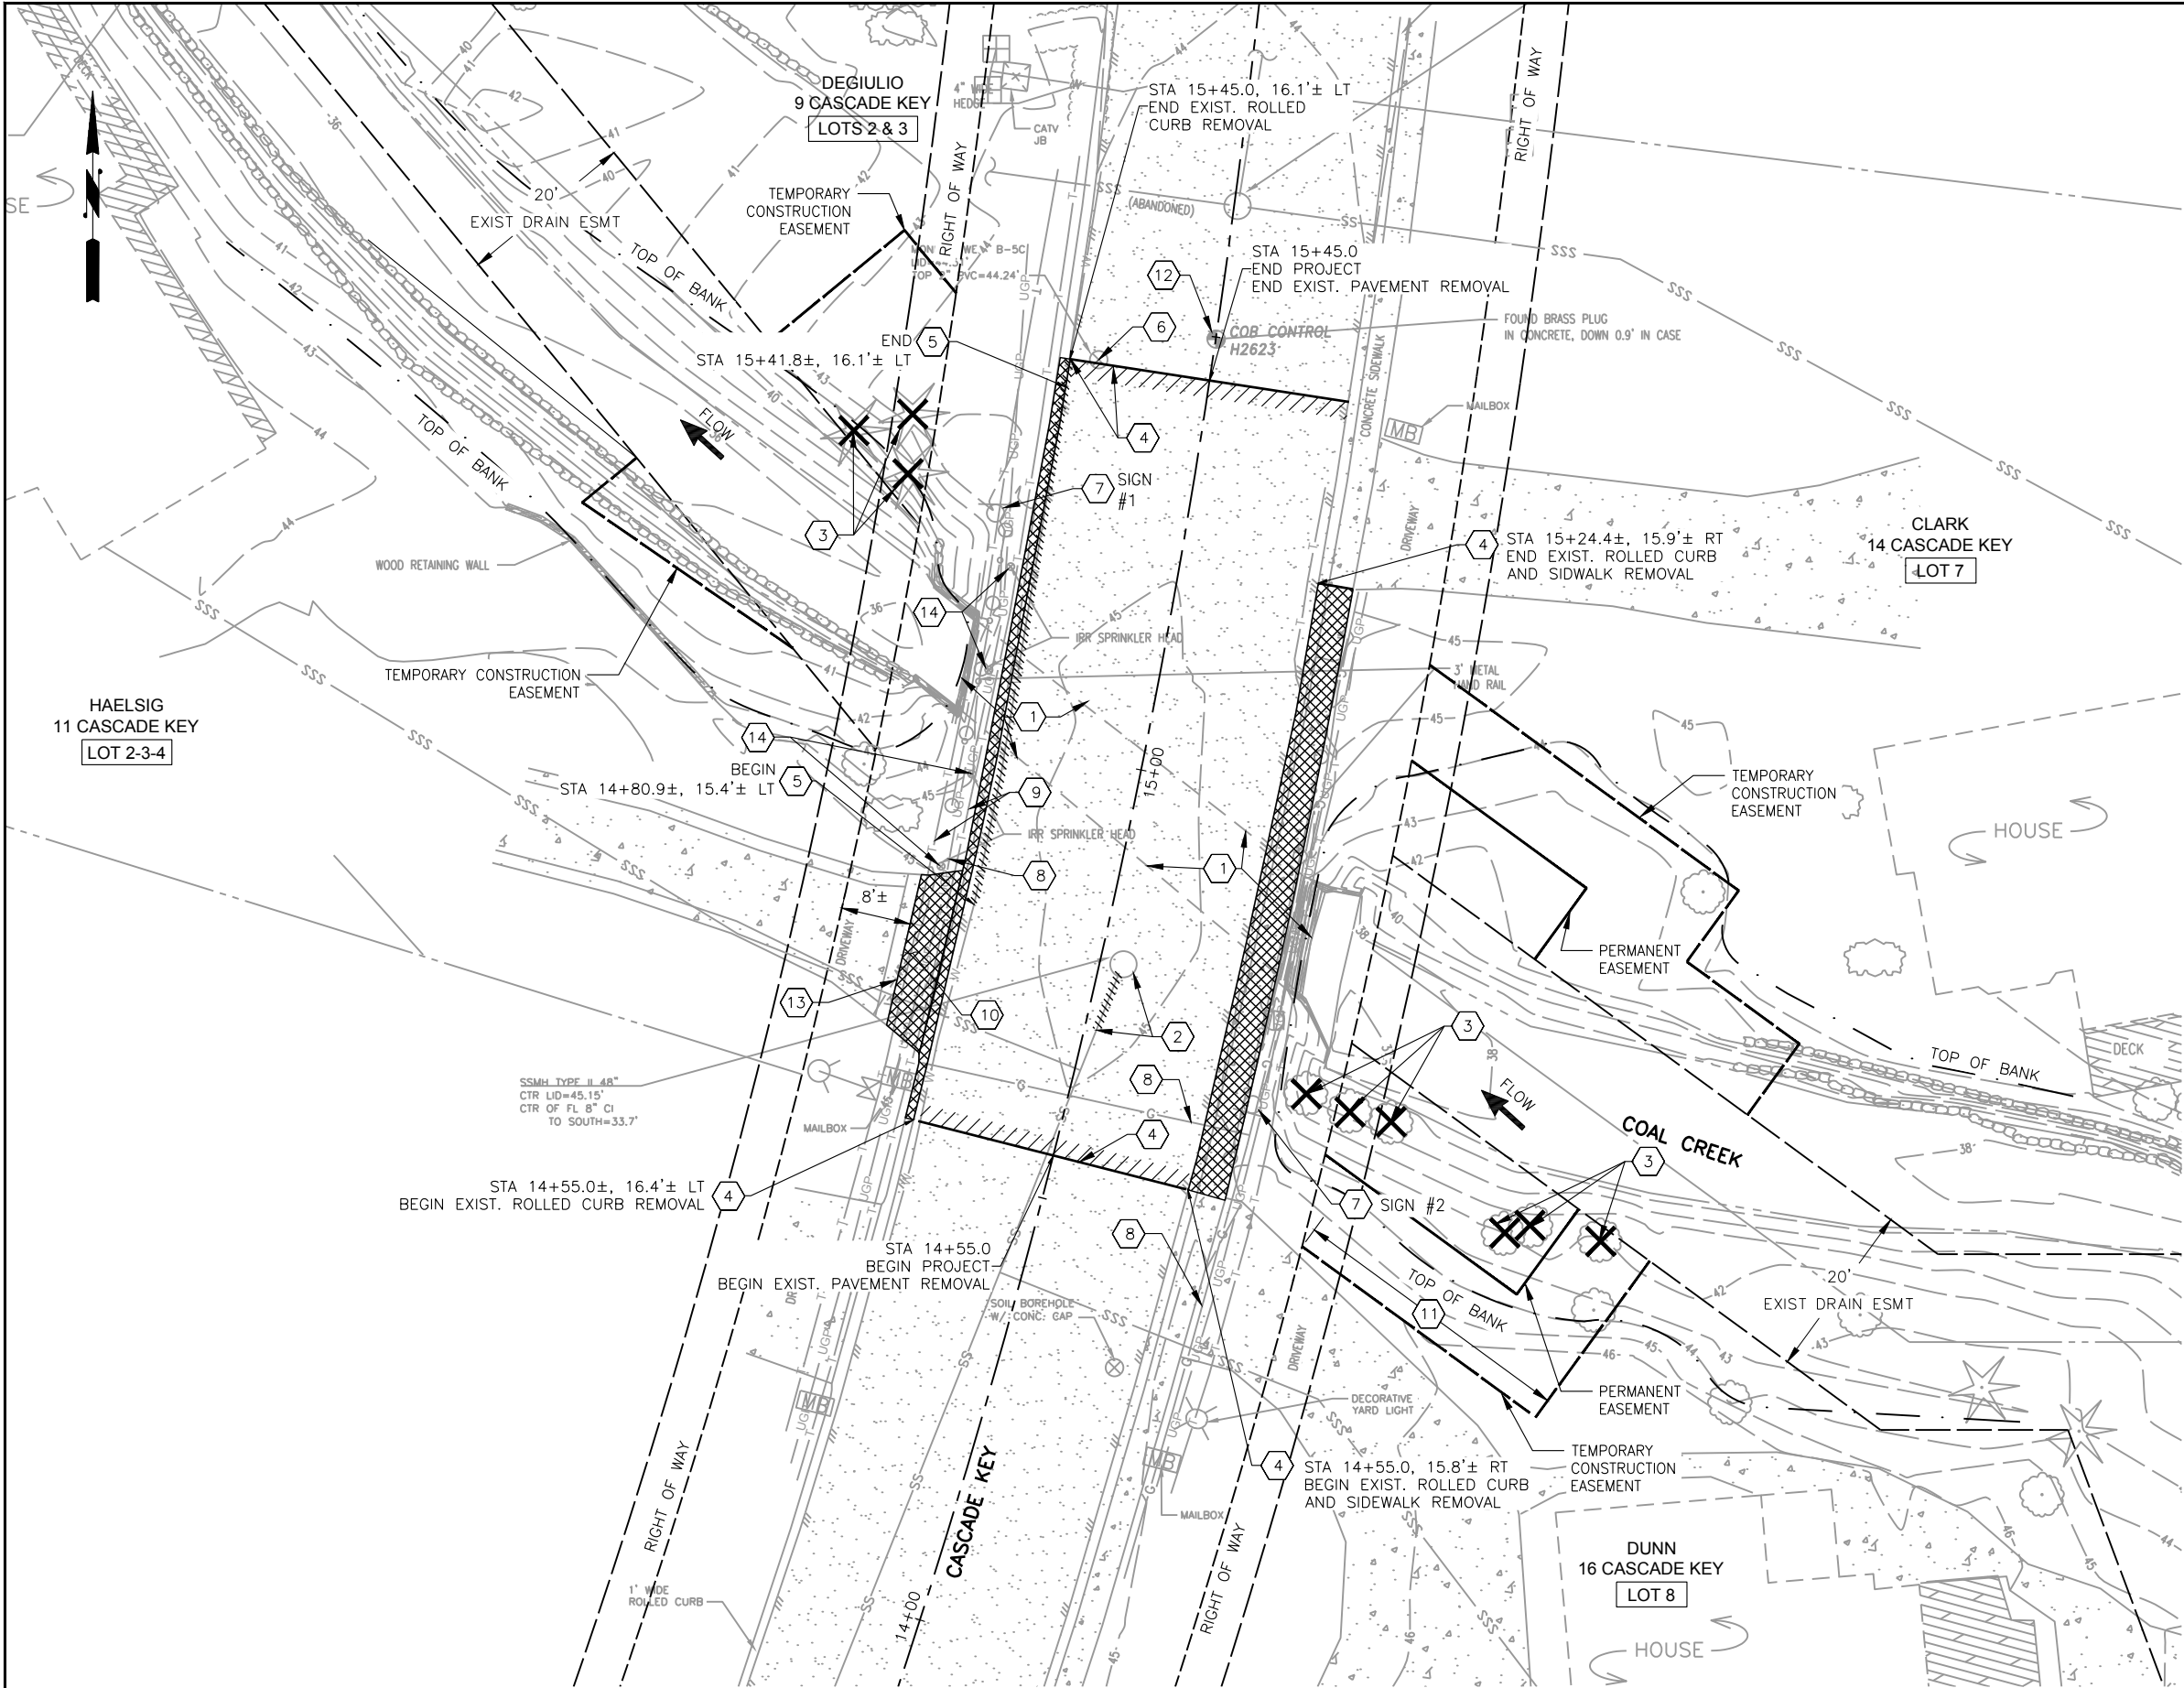 DEGIULIO
9 CASCADE KEY
LOTS 2 & 3
4" WIDE
HEDGE
CATV
JB
STA 15+45.0, 16.1'± LT
END EXIST. ROLLED
CURB REMOVAL
RIGHT OF WAY
DECK
20'
EXIST DRAIN ESMT
TEMPORARY
CONSTRUCTION
EASEMENT
RIGHT OF WAY
(ABANDONED)
TOP OF BANK
B-5C
TOP 2" PVC=44.24'
12
STA 15+45.0
END PROJECT
END EXIST. PAVEMENT REMOVAL
6
COB CONTROL
H2623
FOUND BRASS PLUG
IN CONCRETE, DOWN 0.9' IN CASE
END 5
STA 15+41.8±, 16.1'± LT
CONCRETE SIDEWALK
MAILBOX
MB
FLOW
TOP OF BANK
4
7 SIGN
#1
3
DRIVEWAY
4
STA 15+24.4±, 15.9'± RT
END EXIST. ROLLED CURB
AND SIDWALK REMOVAL
CLARK
14 CASCADE KEY
LOT 7
WOOD RETAINING WALL
14
IRR SPRINKLER HEAD
TEMPORARY CONSTRUCTION
EASEMENT
3' METAL
HAND RAIL
HAELSIG
11 CASCADE KEY
LOT 2-3-4
1
14
BEGIN
5
STA 14+80.9±, 15.4'± LT
15+00
9
IRR SPRINKLER HEAD
TEMPORARY
CONSTRUCTION
EASEMENT
HOUSE
8
1
8'±
DRIVEWAY
PERMANENT
EASEMENT
13
10
2
3
SSMH TYPE II 48"
CTR LID=45.15'
CTR OF FL 8" CI
TO SOUTH=33.7'
MB
MAILBOX
8
4
FLOW
COAL CREEK
TOP OF BANK
DECK
3
STA 14+55.0±, 16.4'± LT
BEGIN EXIST. ROLLED CURB REMOVAL
4
7 SIGN #2
8
STA 14+55.0
BEGIN PROJECT
BEGIN EXIST. PAVEMENT REMOVAL
SOIL BOREHOLE
W/ CONC. CAP
TOP OF BANK
11
20'
EXIST DRAIN ESMT
DRIVEWAY
DECORATIVE
YARD LIGHT
PERMANENT
EASEMENT
MB
MB
MAILBOX
4
STA 14+55.0, 15.8'± RT
BEGIN EXIST. ROLLED CURB
AND SIDEWALK REMOVAL
TEMPORARY
CONSTRUCTION
EASEMENT
RIGHT OF WAY
CASCADE KEY
RIGHT OF WAY
1' WIDE
ROLLED CURB
14+00
DUNN
16 CASCADE KEY
LOT 8
HOUSE